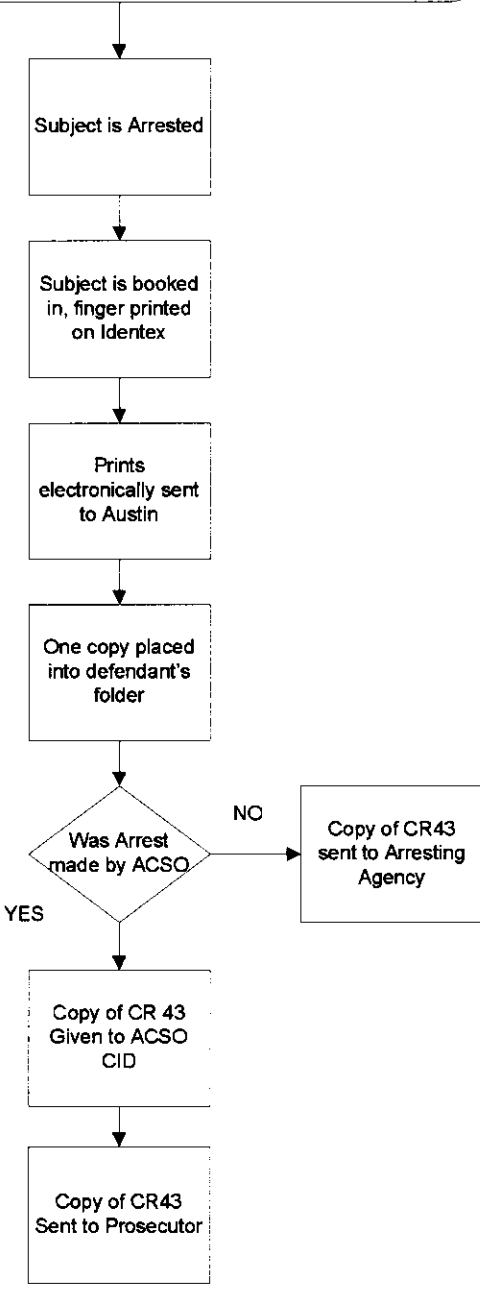 Subject is Arrested
Subject is booked
in, finger printed
on Identex
Prints
electronically sent
to Austin
One copy placed
into defendant's
folder
Was Arrest
made by ACSO
NO
Copy of CR43
sent to Arresting
Agency
YES
Copy of CR 43
Given to ACSO
CID
Copy of CR43
Sent to Prosecutor